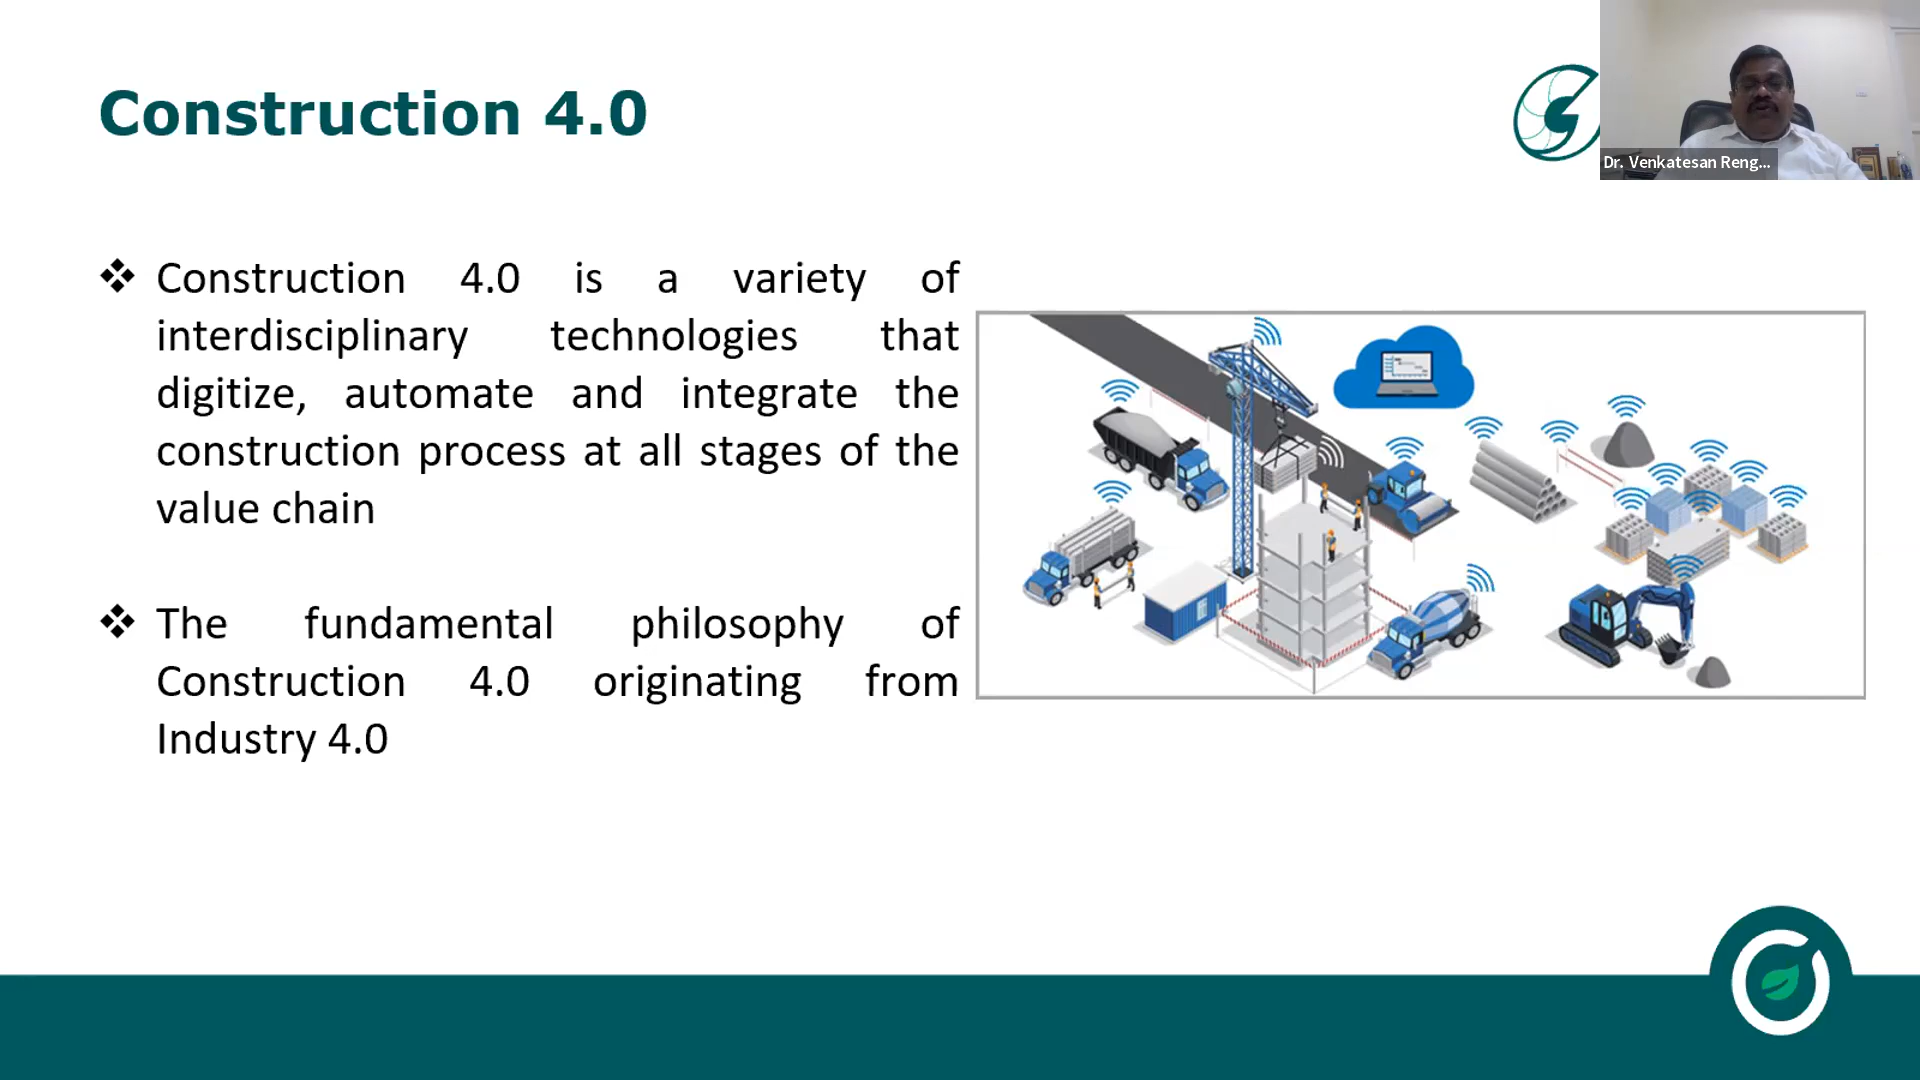 Construction 4.0
Dr. Venkatesan Reng...
❖ Construction 4.0 is a variety of
interdisciplinary technologies that
digitize, automate and integrate the
construction process at all stages of the
value chain
❖ The fundamental philosophy of
Construction 4.0 originating from
Industry 4.0